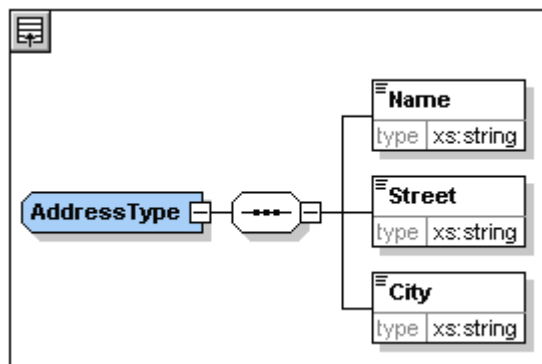 Name
type xs:string
AddressType
Street
type xs:string
City
type xs:string